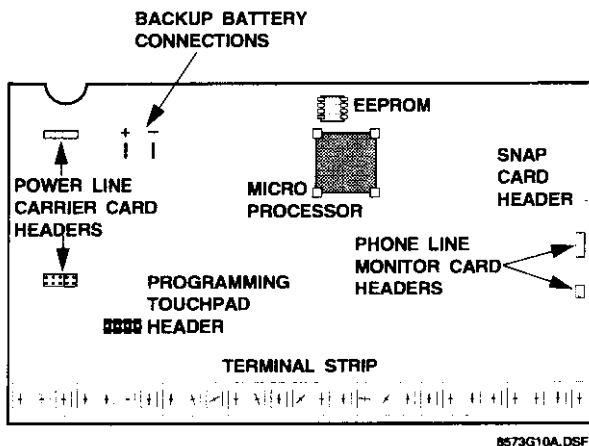 BACKUP BATTERY
CONNECTIONS
EEPROM
+ –
MICRO
PROCESSOR
SNAP
CARD
HEADER
POWER LINE
CARRIER CARD
HEADERS
PHONE LINE
MONITOR CARD
HEADERS
PROGRAMMING
TOUCHPAD
HEADER
TERMINAL STRIP
8573G10A.DSF